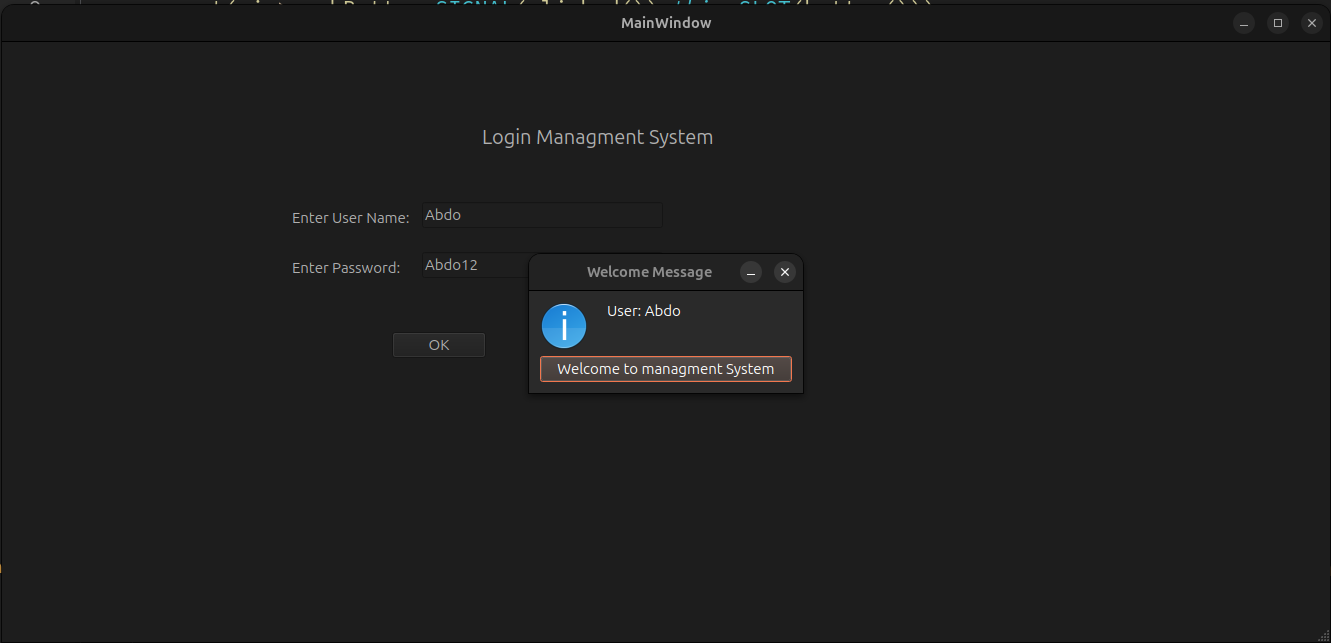 MainWindow
Login Managment System
Enter User Name:
Abdo
Enter Password:
Abdo12
OK
Welcome Message
User: Abdo
Welcome to managment System